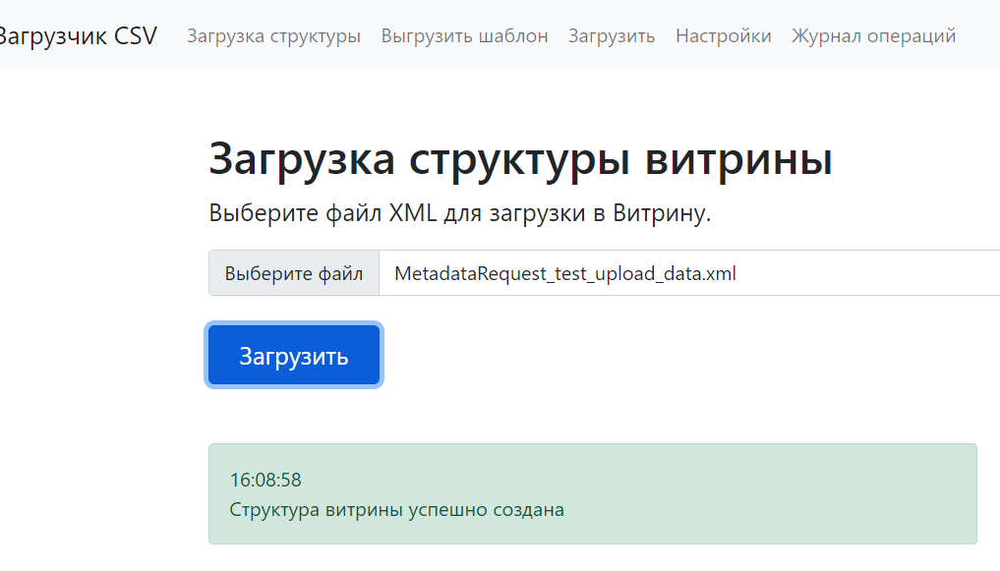 Загрузчик CSV Загрузка структуры Выгрузить шаблон Загрузить Настройки Журнал операций
Загрузка структуры витрины
Выберите файл XML для загрузки в Витрину.
Выберите файл MetadataRequest_test_upload_data.xml
Загрузить
16:08:58
Структура витрины успешно создана